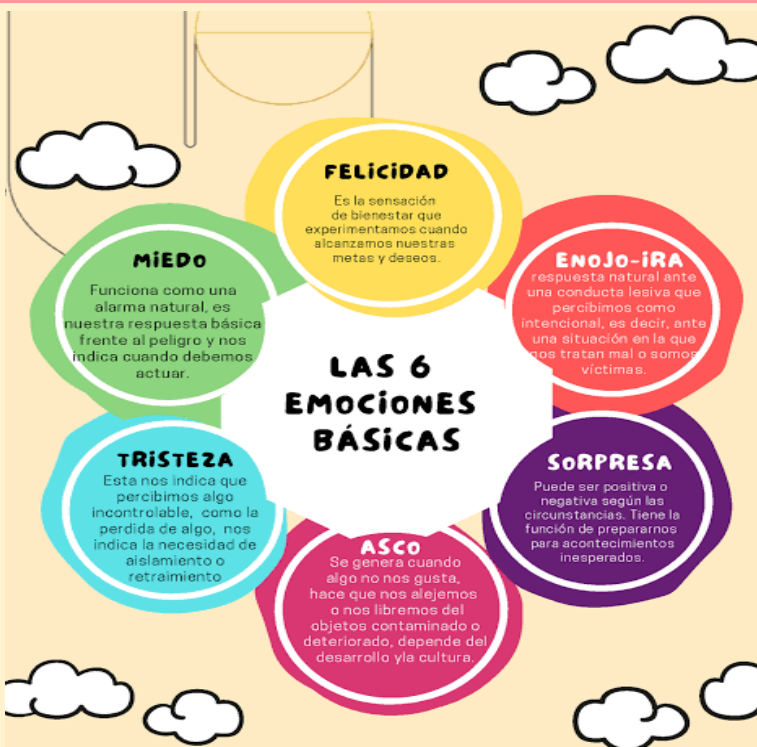 FELICIDAD
Es la sensación
de bienestar que
experimentamos cuando
alcanzamos nuestras
metas y deseos.
MIEDO
Funciona como una
alarma natural, es
nuestra respuesta básica
frente al peligro y nos
indica cuando debemos
actuar.
ENOJO-IRA
respuesta natural ante
una conducta lesiva que
percibimos como
intencional, es decir, ante
una situación en la que
nos tratan mal o somos
víctimas.
LAS 6
EMOCIONES
BÁSICAS
TRISTEZA
Esta nos indica que
percibimos algo
incontrolable, como la
perdida de algo, nos
indica la necesidad de
aislamiento o
retraimiento
SORPRESA
Puede ser positiva o
negativa según las
circunstancias. Tiene la
función de prepararnos
para acontecimientos
inesperados.
ASCO
Se genera cuando
algo no nos gusta,
hace que nos alejemos
o nos libremos del
objetos contaminado o
deteriorado, depende del
desarrollo yla cultura.